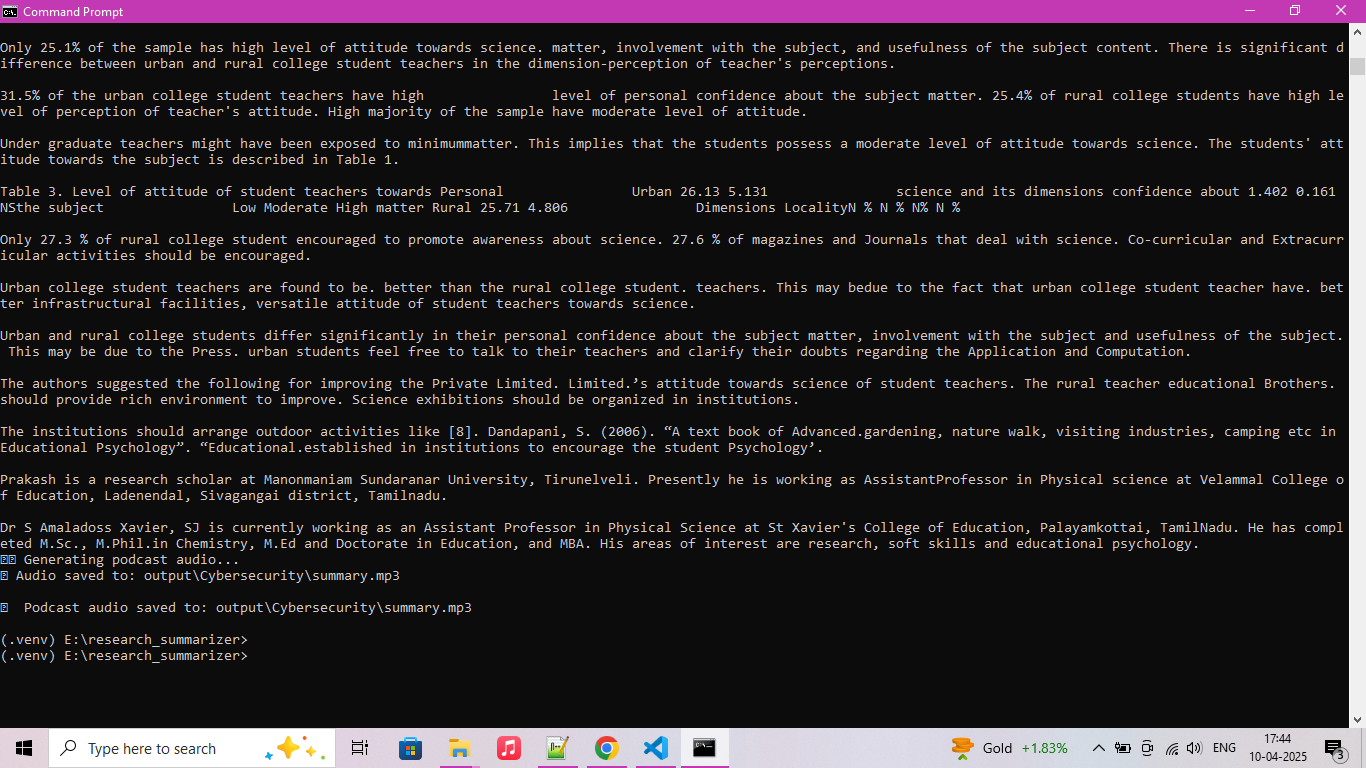 Command Prompt
Only 25.1% of the sample has high level of attitude towards science. matter, involvement with the subject, and usefulness of the subject content. There is significant d
ifference between urban and rural college student teachers in the dimension-perception of teacher's perceptions.
31.5% of the urban college student teachers have high                level of personal confidence about the subject matter. 25.4% of rural college students have high le
vel of perception of teacher's attitude. High majority of the sample have moderate level of attitude.
Under graduate teachers might have been exposed to minimummatter. This implies that the students possess a moderate level of attitude towards science. The students' att
itude towards the subject is described in Table 1.
Table 3. Level of attitude of student teachers towards Personal                Urban 26.13 5.131                science and its dimensions confidence about 1.402 0.161
NSthe subject                Low Moderate High matter Rural 25.71 4.806                Dimensions LocalityN % N % N% N %
Only 27.3 % of rural college student encouraged to promote awareness about science. 27.6 % of magazines and Journals that deal with science. Co-curricular and Extracurr
icular activities should be encouraged.
Urban college student teachers are found to be. better than the rural college student. teachers. This may bedue to the fact that urban college student teacher have. bet
ter infrastructural facilities, versatile attitude of student teachers towards science.
Urban and rural college students differ significantly in their personal confidence about the subject matter, involvement with the subject and usefulness of the subject.
This may be due to the Press. urban students feel free to talk to their teachers and clarify their doubts regarding the Application and Computation.
The authors suggested the following for improving the Private Limited. Limited.’s attitude towards science of student teachers. The rural teacher educational Brothers.
should provide rich environment to improve. Science exhibitions should be organized in institutions.
The institutions should arrange outdoor activities like [8]. Dandapani, S. (2006). “A text book of Advanced.gardening, nature walk, visiting industries, camping etc in
Educational Psychology”. “Educational.established in institutions to encourage the student Psychology’.
Prakash is a research scholar at Manonmaniam Sundaranar University, Tirunelveli. Presently he is working as AssistantProfessor in Physical science at Velammal College o
f Education, Ladenendal, Sivagangai district, Tamilnadu.
Dr S Amaladoss Xavier, SJ is currently working as an Assistant Professor in Physical Science at St Xavier's College of Education, Palayamkottai, TamilNadu. He has compl
eted M.Sc., M.Phil.in Chemistry, M.Ed and Doctorate in Education, and MBA. His areas of interest are research, soft skills and educational psychology.
Generating podcast audio...
Audio saved to: output\Cybersecurity\summary.mp3
Podcast audio saved to: output\Cybersecurity\summary.mp3
(.venv) E:\research_summarizer>
(.venv) E:\research_summarizer>
Type here to search
Gold +1.83%
ENG
17:44
10-04-2025
3